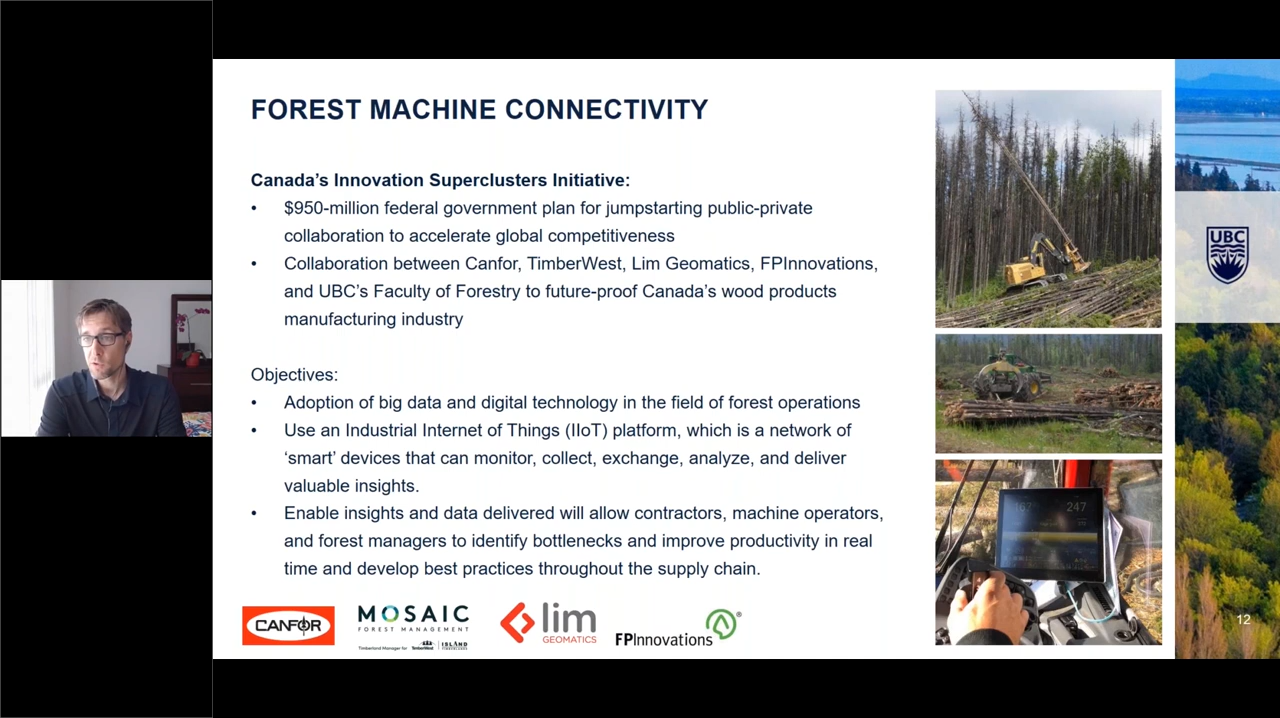 FOREST MACHINE CONNECTIVITY
Canada’s Innovation Superclusters Initiative:
• $950-million federal government plan for jumpstarting public-private
collaboration to accelerate global competitiveness
• Collaboration between Canfor, TimberWest, Lim Geomatics, FPInnovations,
and UBC’s Faculty of Forestry to future-proof Canada’s wood products
manufacturing industry
Objectives:
• Adoption of big data and digital technology in the field of forest operations
• Use an Industrial Internet of Things (IIoT) platform, which is a network of
‘smart’ devices that can monitor, collect, exchange, analyze, and deliver
valuable insights.
• Enable insights and data delivered will allow contractors, machine operators,
and forest managers to identify bottlenecks and improve productivity in real
time and develop best practices throughout the supply chain.
CANFOR
MOSAIC
FOREST MANAGEMENT
Timberland Manager for TimberWest ISLAND TIMBERLANDS
lim
GEOMATICS
FPInnovations®
UBC
247
12